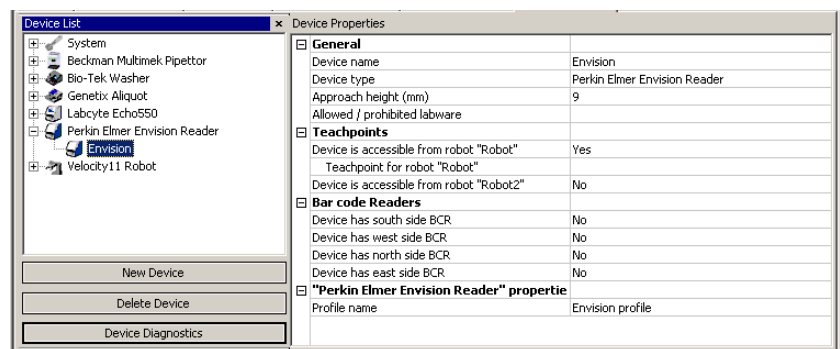 Device List
System
Beckman Multimek Pipettor
Bio-Tek Washer
Genetix Aliquot
Labcyte Echo550
Perkin Elmer Envision Reader
Envision
Velocity11 Robot
New Device
Delete Device
Device Diagnostics
Device Properties
General
Device name Envision
Device type Perkin Elmer Envision Reader
Approach height (mm) 9
Allowed / prohibited labware
Teachpoints
Device is accessible from robot "Robot" Yes
Teachpoint for robot "Robot"
Device is accessible from robot "Robot2" No
Bar code Readers
Device has south side BCR No
Device has west side BCR No
Device has north side BCR No
Device has east side BCR No
"Perkin Elmer Envision Reader" propertie
Profile name Envision profile